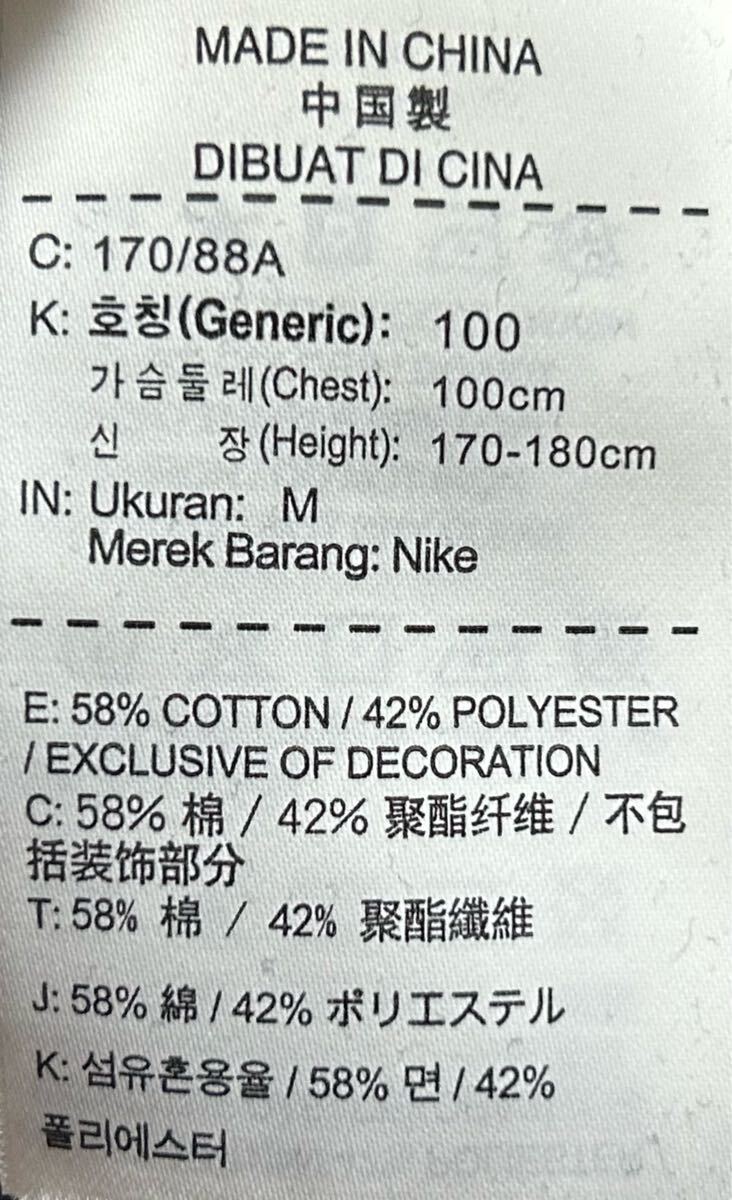 MADE IN CHINA
中国製
DIBUAT DI CINA
C: 170/88A
K: 호칭(Generic): 100
가슴둘레(Chest): 100cm
신 장(Height): 170-180cm
IN: Ukuran: M
Merek Barang: Nike
E: 58% COTTON / 42% POLYESTER
/ EXCLUSIVE OF DECORATION
C: 58% 棉 / 42% 聚酯纤维 / 不包
括装饰部分
T: 58% 棉 / 42% 聚酯纖維
J: 58% 綿 / 42% ポリエステル
K: 섬유혼용율 / 58% 면 / 42%
폴리에스터